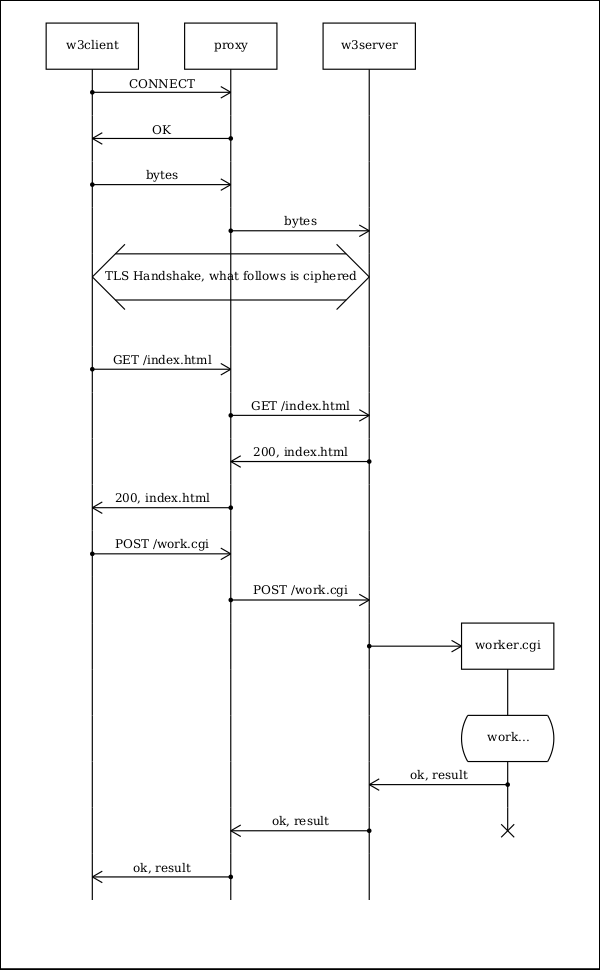 w3client
proxy
w3server
CONNECT
OK
bytes
bytes
TLS Handshake, what follows is ciphered
GET /index.html
GET /index.html
200, index.html
200, index.html
POST /work.cgi
POST /work.cgi
worker.cgi
work...
ok, result
ok, result
ok, result